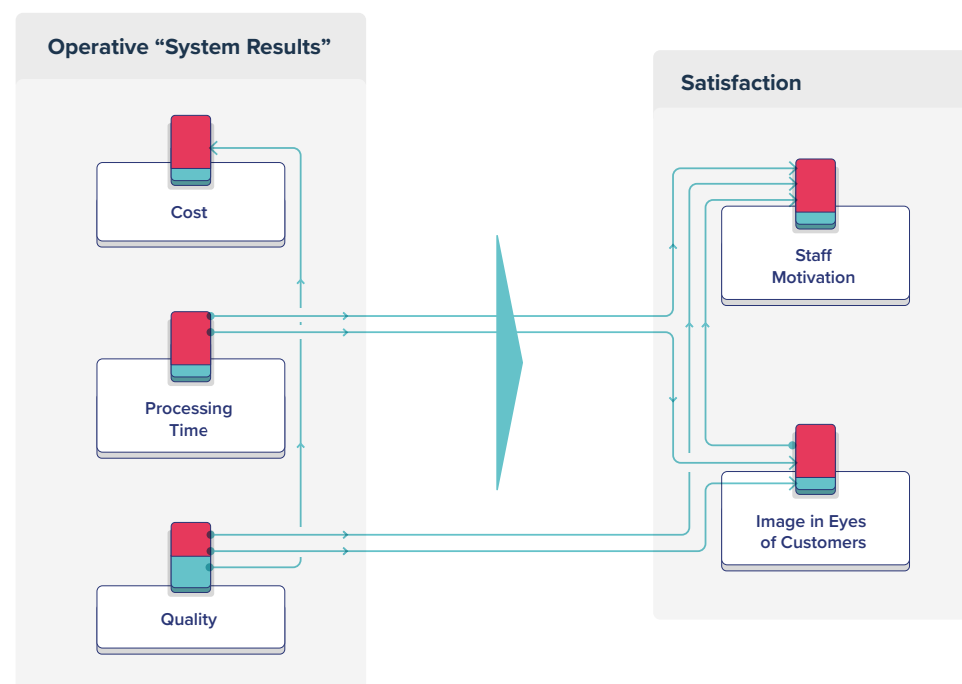 Operative “System Results”
Cost
Processing
Time
Quality
Satisfaction
Staff
Motivation
Image in Eyes
of Customers